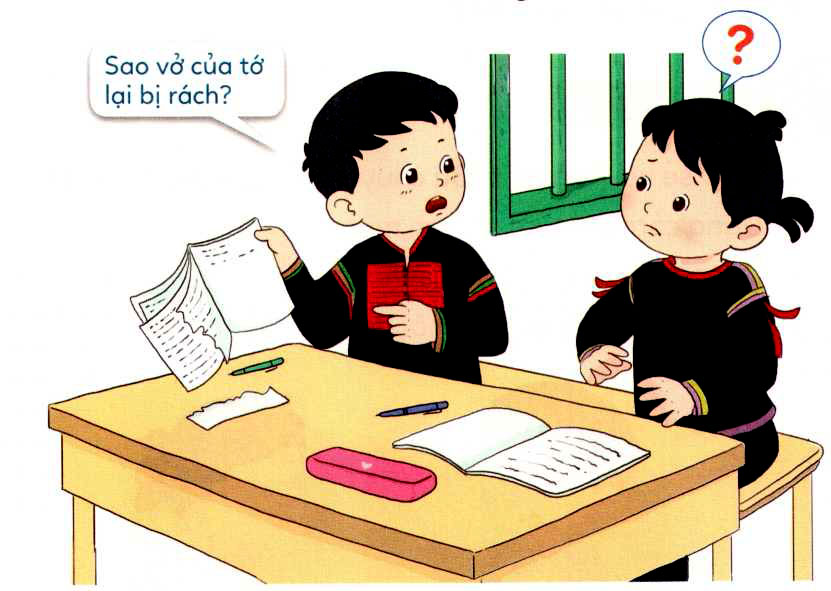 Sao vở của tớ
lại bị rách?
?